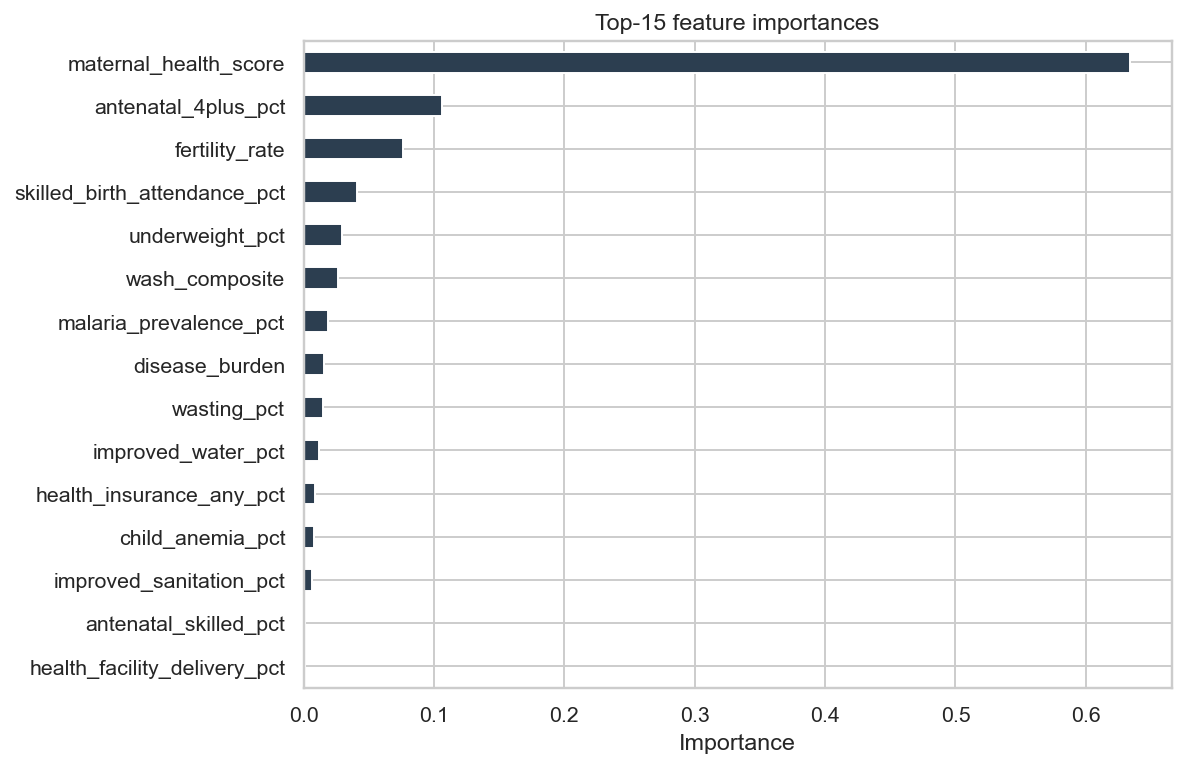 Top-15 feature importances
maternal_health_score
antenatal_4plus_pct
fertility_rate
skilled_birth_attendance_pct
underweight_pct
wash_composite
malaria_prevalence_pct
disease_burden
wasting_pct
improved_water_pct
health_insurance_any_pct
child_anemia_pct
improved_sanitation_pct
antenatal_skilled_pct
health_facility_delivery_pct
0.0 0.1 0.2 0.3 0.4 0.5 0.6
Importance